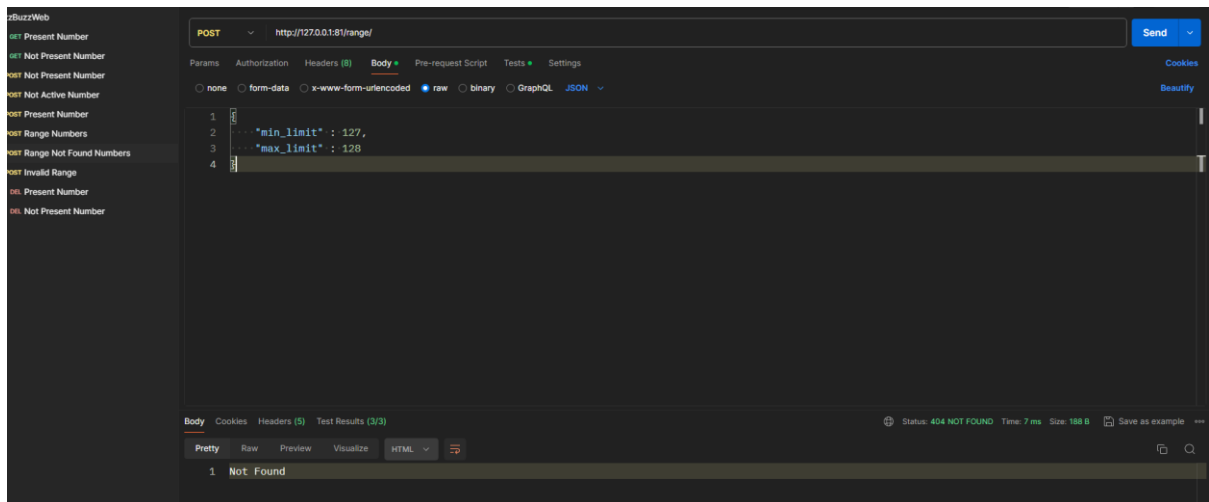 zBuzzWeb
GET Present Number
GET Not Present Number
POST Not Present Number
POST Not Active Number
POST Present Number
POST Range Numbers
POST Range Not Found Numbers
POST Invalid Range
DEL Present Number
DEL Not Present Number
POST http://127.0.0.1:81/range/ Send
Params Authorization Headers (8) Body Pre-request Script Tests Settings Cookies
none form-data x-www-form-urlencoded raw binary GraphQL JSON Beautify
1 {
2 "min_limit" : 127,
3 "max_limit" : 128
4 }
Body Cookies Headers (5) Test Results (3/3) Status: 404 NOT FOUND Time: 7 ms Size: 188 B Save as example
Pretty Raw Preview Visualize HTML
1 Not Found